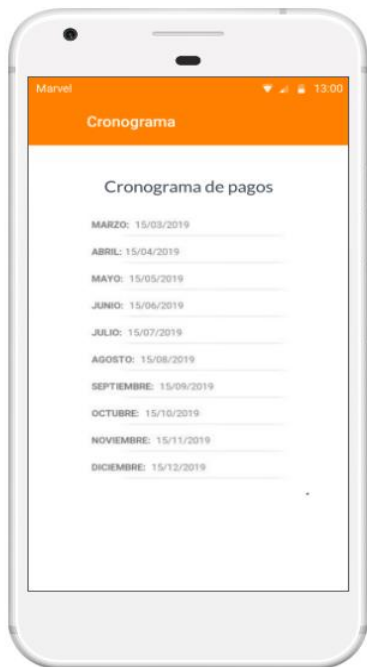 Marvel 13:00
Cronograma
Cronograma de pagos
MARZO: 15/03/2019
ABRIL: 15/04/2019
MAYO: 15/05/2019
JUNIO: 15/06/2019
JULIO: 15/07/2019
AGOSTO: 15/08/2019
SEPTIEMBRE: 15/09/2019
OCTUBRE: 15/10/2019
NOVIEMBRE: 15/11/2019
DICIEMBRE: 15/12/2019